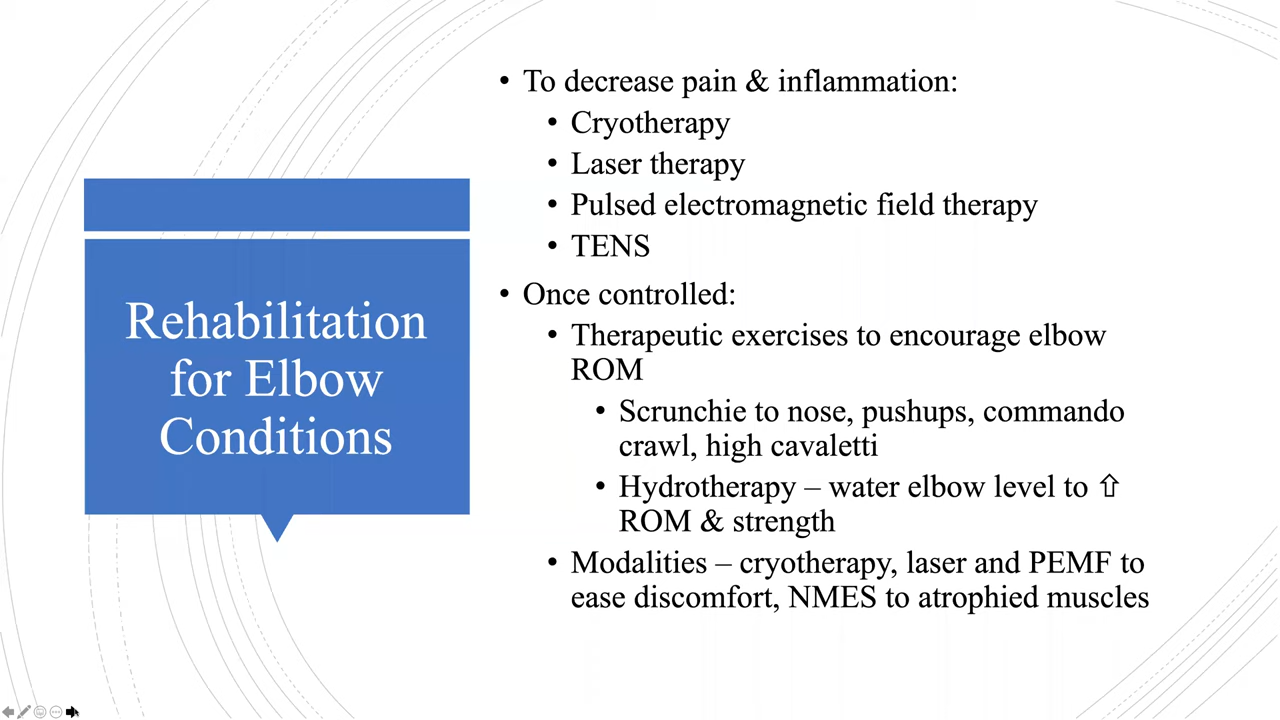 Rehabilitation
for Elbow
Conditions
• To decrease pain & inflammation:
• Cryotherapy
• Laser therapy
• Pulsed electromagnetic field therapy
• TENS
• Once controlled:
• Therapeutic exercises to encourage elbow
ROM
• Scrunchie to nose, pushups, commando
crawl, high cavaletti
• Hydrotherapy – water elbow level to ⇧
ROM & strength
• Modalities – cryotherapy, laser and PEMF to
ease discomfort, NMES to atrophied muscles